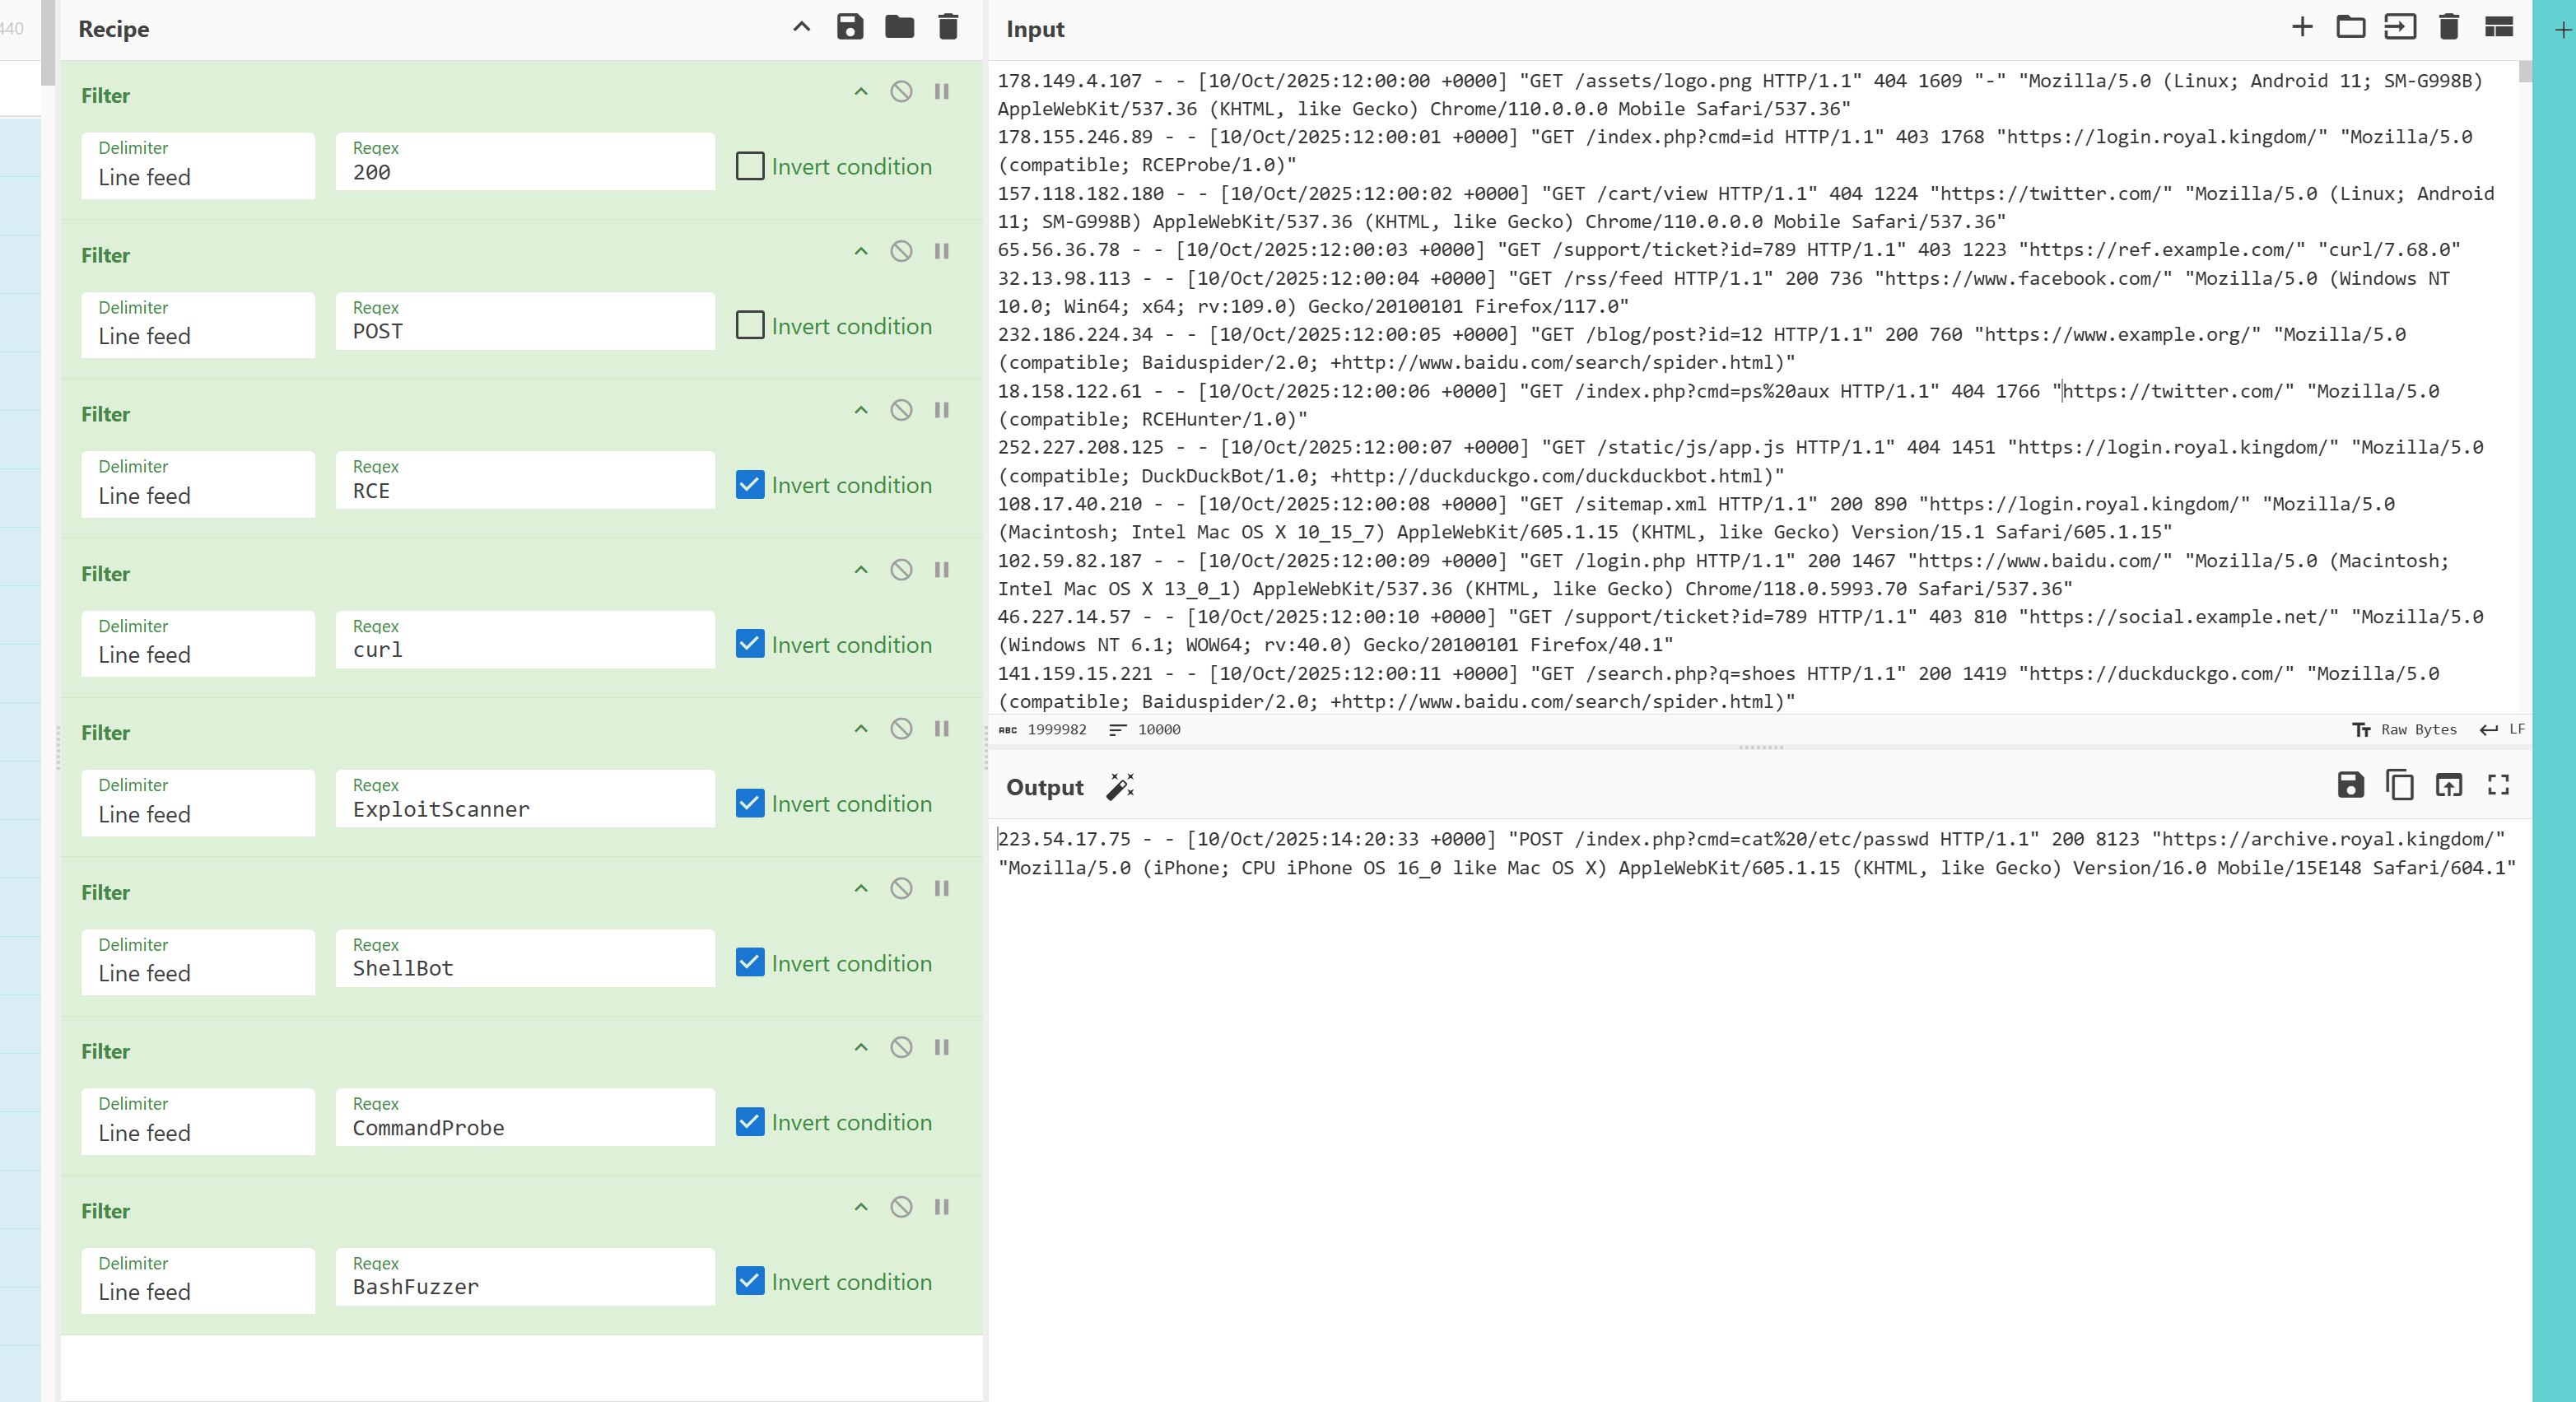 440
Recipe
Filter
Delimiter
Line feed
Regex
200
Invert condition
Filter
Delimiter
Line feed
Regex
POST
Invert condition
Filter
Delimiter
Line feed
Regex
RCE
Invert condition
Filter
Delimiter
Line feed
Regex
curl
Invert condition
Filter
Delimiter
Line feed
Regex
ExploitScanner
Invert condition
Filter
Delimiter
Line feed
Regex
ShellBot
Invert condition
Filter
Delimiter
Line feed
Regex
CommandProbe
Invert condition
Filter
Delimiter
Line feed
Regex
BashFuzzer
Invert condition
Input
178.149.4.107 - - [10/Oct/2025:12:00:00 +0000] "GET /assets/logo.png HTTP/1.1" 404 1609 "-" "Mozilla/5.0 (Linux; Android 11; SM-G998B)
AppleWebKit/537.36 (KHTML, like Gecko) Chrome/110.0.0.0 Mobile Safari/537.36"
178.155.246.89 - - [10/Oct/2025:12:00:01 +0000] "GET /index.php?cmd=id HTTP/1.1" 403 1768 "https://login.royal.kingdom/" "Mozilla/5.0
(compatible; RCEProbe/1.0)"
157.118.182.180 - - [10/Oct/2025:12:00:02 +0000] "GET /cart/view HTTP/1.1" 404 1224 "https://twitter.com/" "Mozilla/5.0 (Linux; Android
11; SM-G998B) AppleWebKit/537.36 (KHTML, like Gecko) Chrome/110.0.0.0 Mobile Safari/537.36"
65.56.36.78 - - [10/Oct/2025:12:00:03 +0000] "GET /support/ticket?id=789 HTTP/1.1" 403 1223 "https://ref.example.com/" "curl/7.68.0"
32.13.98.113 - - [10/Oct/2025:12:00:04 +0000] "GET /rss/feed HTTP/1.1" 200 736 "https://www.facebook.com/" "Mozilla/5.0 (Windows NT
10.0; Win64; x64; rv:109.0) Gecko/20100101 Firefox/117.0"
232.186.224.34 - - [10/Oct/2025:12:00:05 +0000] "GET /blog/post?id=12 HTTP/1.1" 200 760 "https://www.example.org/" "Mozilla/5.0
(compatible; Baiduspider/2.0; +http://www.baidu.com/search/spider.html)"
18.158.122.61 - - [10/Oct/2025:12:00:06 +0000] "GET /index.php?cmd=ps%20aux HTTP/1.1" 404 1766 "https://twitter.com/" "Mozilla/5.0
(compatible; RCEHunter/1.0)"
252.227.208.125 - - [10/Oct/2025:12:00:07 +0000] "GET /static/js/app.js HTTP/1.1" 404 1451 "https://login.royal.kingdom/" "Mozilla/5.0
(compatible; DuckDuckBot/1.0; +http://duckduckgo.com/duckduckbot.html)"
108.17.40.210 - - [10/Oct/2025:12:00:08 +0000] "GET /sitemap.xml HTTP/1.1" 200 890 "https://login.royal.kingdom/" "Mozilla/5.0
(Macintosh; Intel Mac OS X 10_15_7) AppleWebKit/605.1.15 (KHTML, like Gecko) Version/15.1 Safari/605.1.15"
102.59.82.187 - - [10/Oct/2025:12:00:09 +0000] "GET /login.php HTTP/1.1" 200 1467 "https://www.baidu.com/" "Mozilla/5.0 (Macintosh;
Intel Mac OS X 13_0_1) AppleWebKit/537.36 (KHTML, like Gecko) Chrome/118.0.5993.70 Safari/537.36"
46.227.14.57 - - [10/Oct/2025:12:00:10 +0000] "GET /support/ticket?id=789 HTTP/1.1" 403 810 "https://social.example.net/" "Mozilla/5.0
(Windows NT 6.1; WOW64; rv:40.0) Gecko/20100101 Firefox/40.1"
141.159.15.221 - - [10/Oct/2025:12:00:11 +0000] "GET /search.php?q=shoes HTTP/1.1" 200 1419 "https://duckduckgo.com/" "Mozilla/5.0
(compatible; Baiduspider/2.0; +http://www.baidu.com/search/spider.html)"
ABC 1999982 10000 Tт Raw Bytes LF
Output
223.54.17.75 - - [10/Oct/2025:14:20:33 +0000] "POST /index.php?cmd=cat%20/etc/passwd HTTP/1.1" 200 8123 "https://archive.royal.kingdom/"
"Mozilla/5.0 (iPhone; CPU iPhone OS 16_0 like Mac OS X) AppleWebKit/605.1.15 (KHTML, like Gecko) Version/16.0 Mobile/15E148 Safari/604.1"